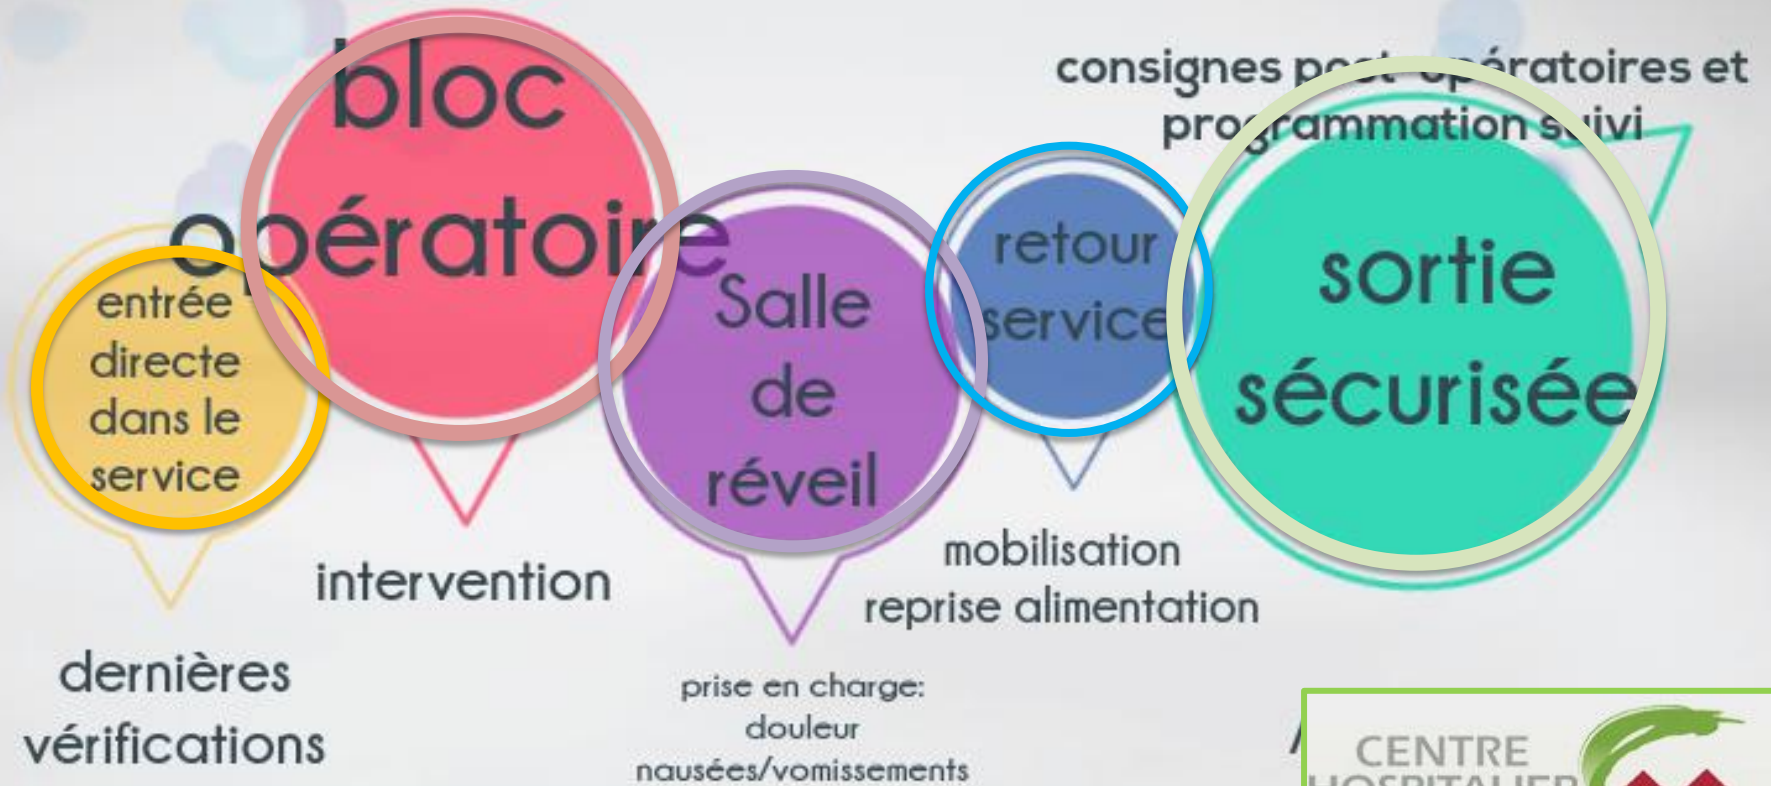 entrée
directe
dans le
service
dernières
vérifications
bloc
opératoire
intervention
Salle
de
réveil
prise en charge:
douleur
nausées/vomissements
retour
service
mobilisation
reprise alimentation
consignes post-opératoires et
programmation suivi
sortie
sécurisée
CENTRE
HOSPITALIER